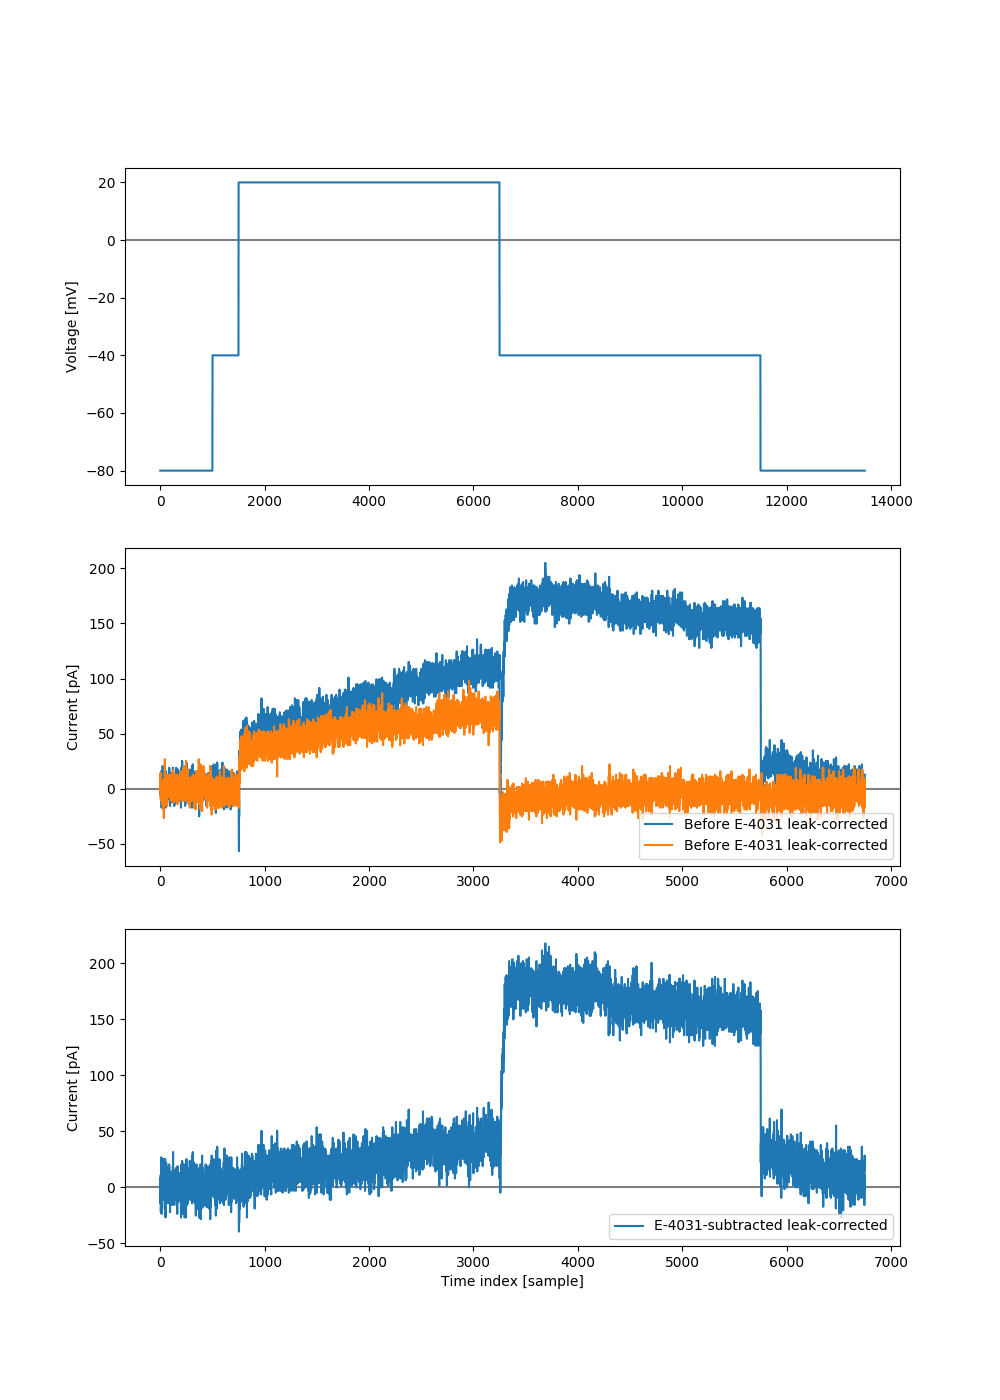 Voltage [mV]
20
0
−20
−40
−60
−80
0 2000 4000 6000 8000 10000 12000 14000
Current [pA]
200
150
100
50
0
−50
Before E-4031 leak-corrected
Before E-4031 leak-corrected
0 1000 2000 3000 4000 5000 6000 7000
Current [pA]
200
150
100
50
0
−50
E-4031-subtracted leak-corrected
0 1000 2000 3000 4000 5000 6000 7000
Time index [sample]